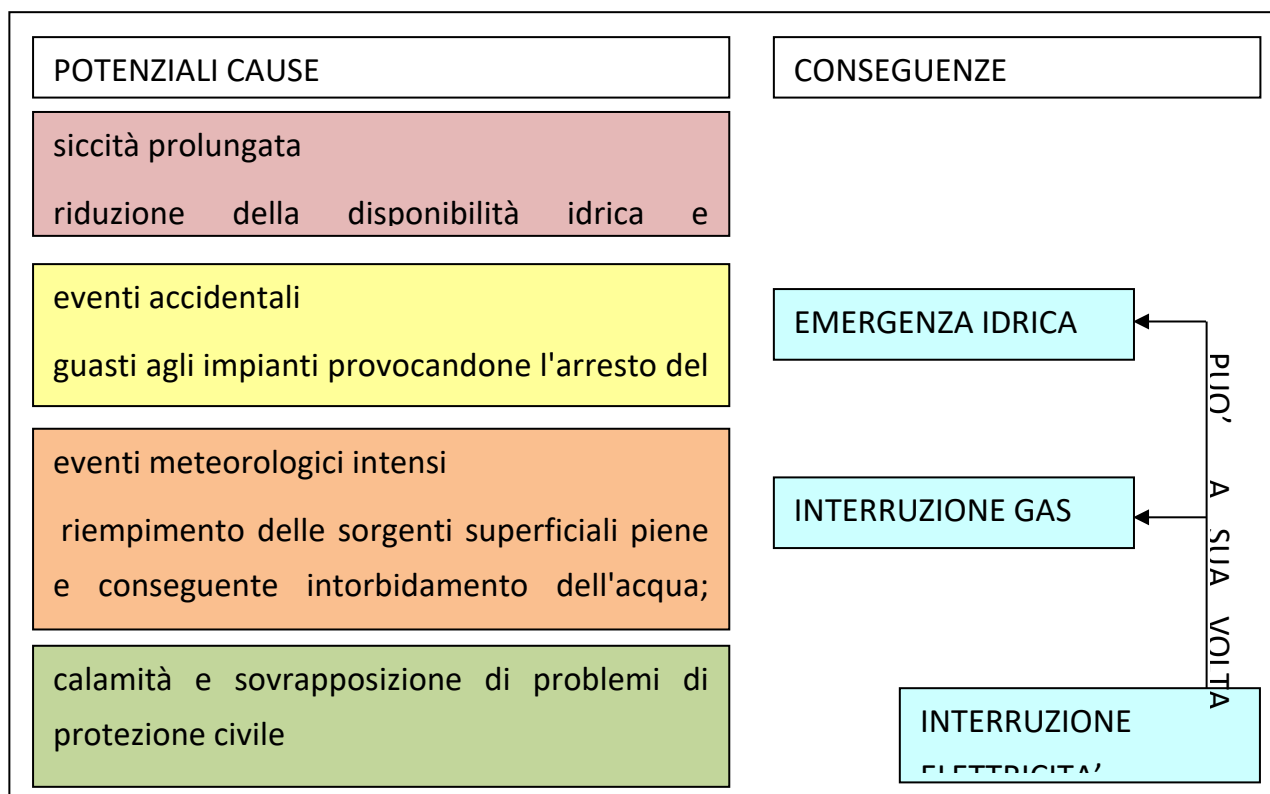 POTENZIALI CAUSE
CONSEGUENZE
siccità prolungata
riduzione della disponibilità idrica e
eventi accidentali
guasti agli impianti provocandone l'arresto del
eventi meteorologici intensi
riempimento delle sorgenti superficiali piene
e conseguente intorbidamento dell'acqua;
calamità e sovrapposizione di problemi di
protezione civile
EMERGENZA IDRICA
INTERRUZIONE GAS
INTERRUZIONE
ELETTRICITA’
PUO’ A SUA VOLTA